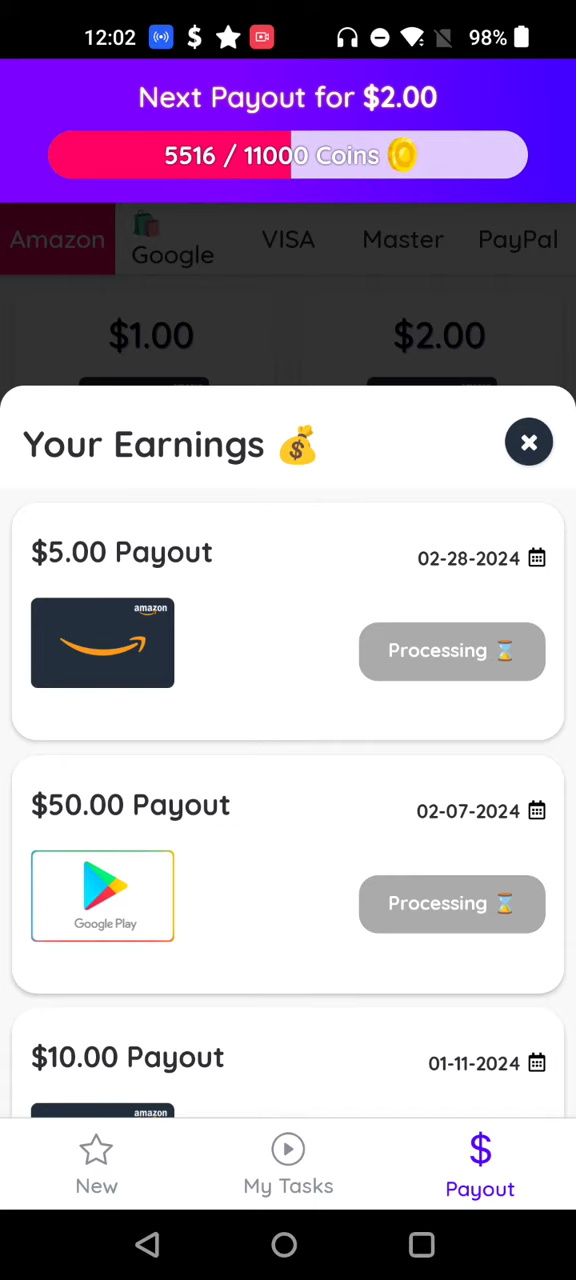 12:02
98%
Next Payout for $2.00
5516 / 11000 Coins
Amazon
Google
VISA
Master
PayPal
$1.00
$2.00
Your Earnings
$5.00 Payout
02-28-2024
amazon
Processing
$50.00 Payout
02-07-2024
Google Play
Processing
$10.00 Payout
01-11-2024
amazon
New
My Tasks
$
Payout